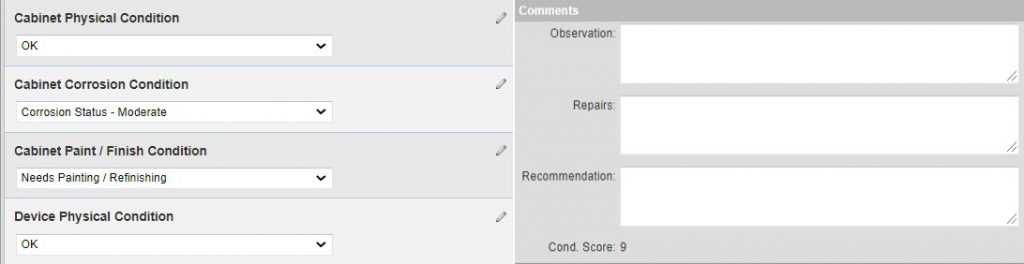 Cabinet Physical Condition
OK
Cabinet Corrosion Condition
Corrosion Status - Moderate
Cabinet Paint / Finish Condition
Needs Painting / Refinishing
Device Physical Condition
OK
Comments
Observation:
Repairs:
Recommendation:
Cond. Score: 9